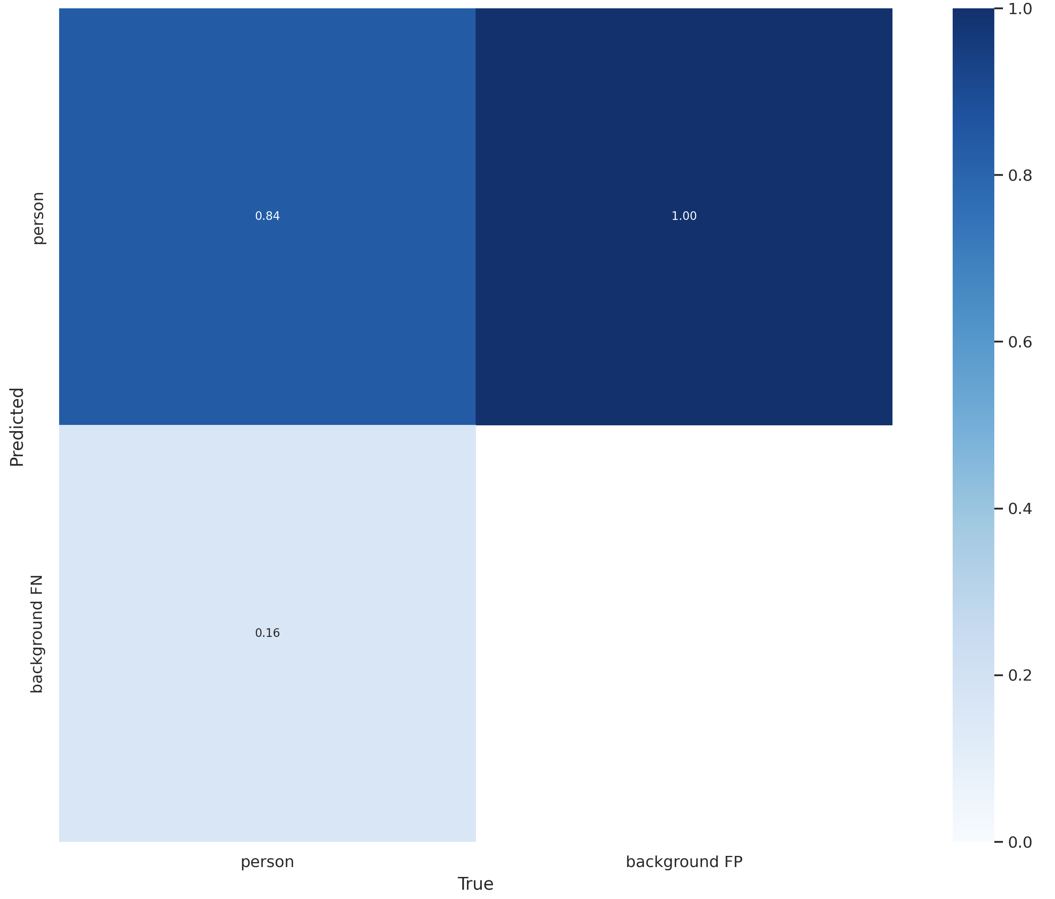 person
0.84
1.00
Predicted
background FN
0.16
person
background FP
True
1.0
0.8
0.6
0.4
0.2
0.0